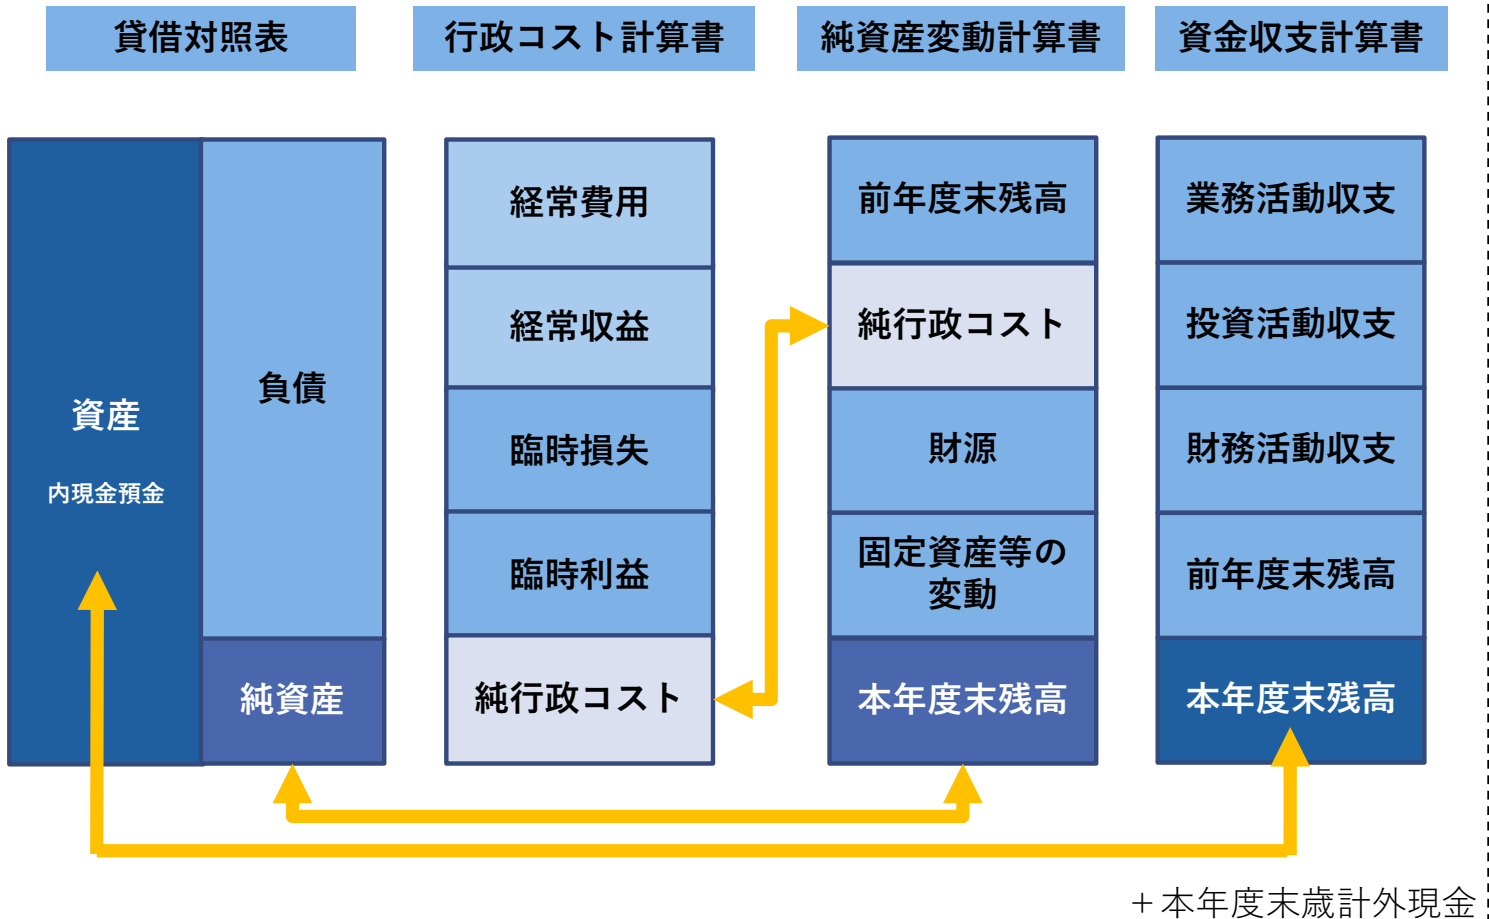 貸借対照表
行政コスト計算書
純資産変動計算書
資金収支計算書
資産
内現金預金
負債
純資産
経常費用
経常収益
臨時損失
臨時利益
純行政コスト
前年度末残高
純行政コスト
財源
固定資産等の
変動
本年度末残高
業務活動収支
投資活動収支
財務活動収支
前年度末残高
本年度末残高
＋本年度末歳計外現金